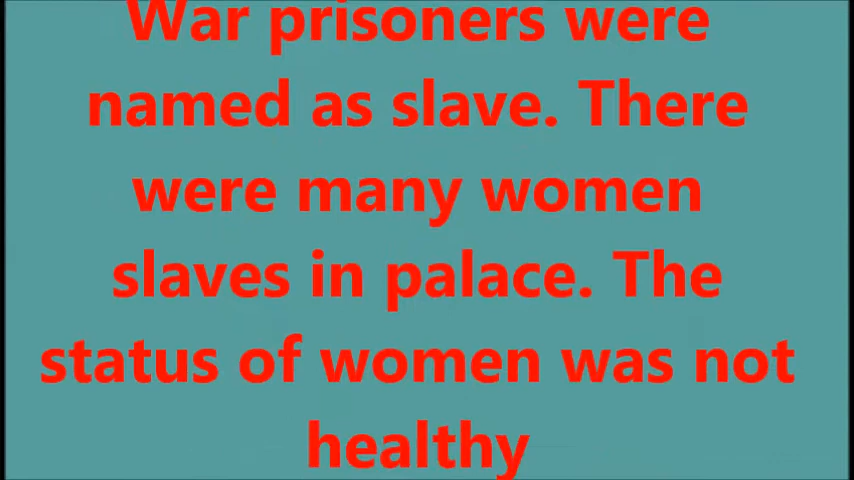 War prisoners were
named as slave. There
were many women
slaves in palace. The
status of women was not
healthy